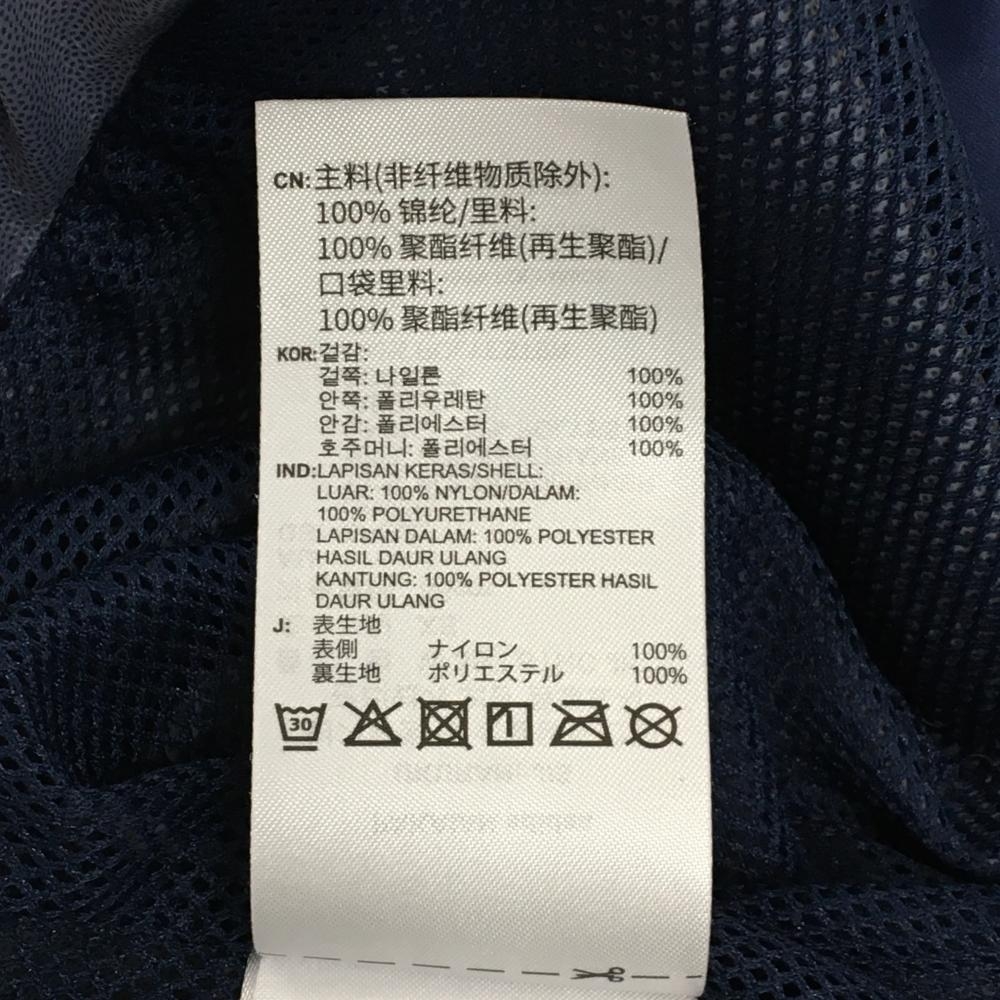 CN:主料(非纤维物质除外):
100% 锦纶/里料:
100% 聚酯纤维(再生聚酯)/
口袋里料:
100% 聚酯纤维(再生聚酯)
KOR:겉감:
겉쪽: 나일론 100%
안쪽: 폴리우레탄 100%
안감: 폴리에스터 100%
호주머니: 폴리에스터 100%
IND:LAPISAN KERAS/SHELL:
LUAR: 100% NYLON/DALAM:
100% POLYURETHANE
LAPISAN DALAM: 100% POLYESTER
HASIL DAUR ULANG
KANTUNG: 100% POLYESTER HASIL
DAUR ULANG
J: 表生地
表側 ナイロン 100%
裏生地 ポリエステル 100%
30